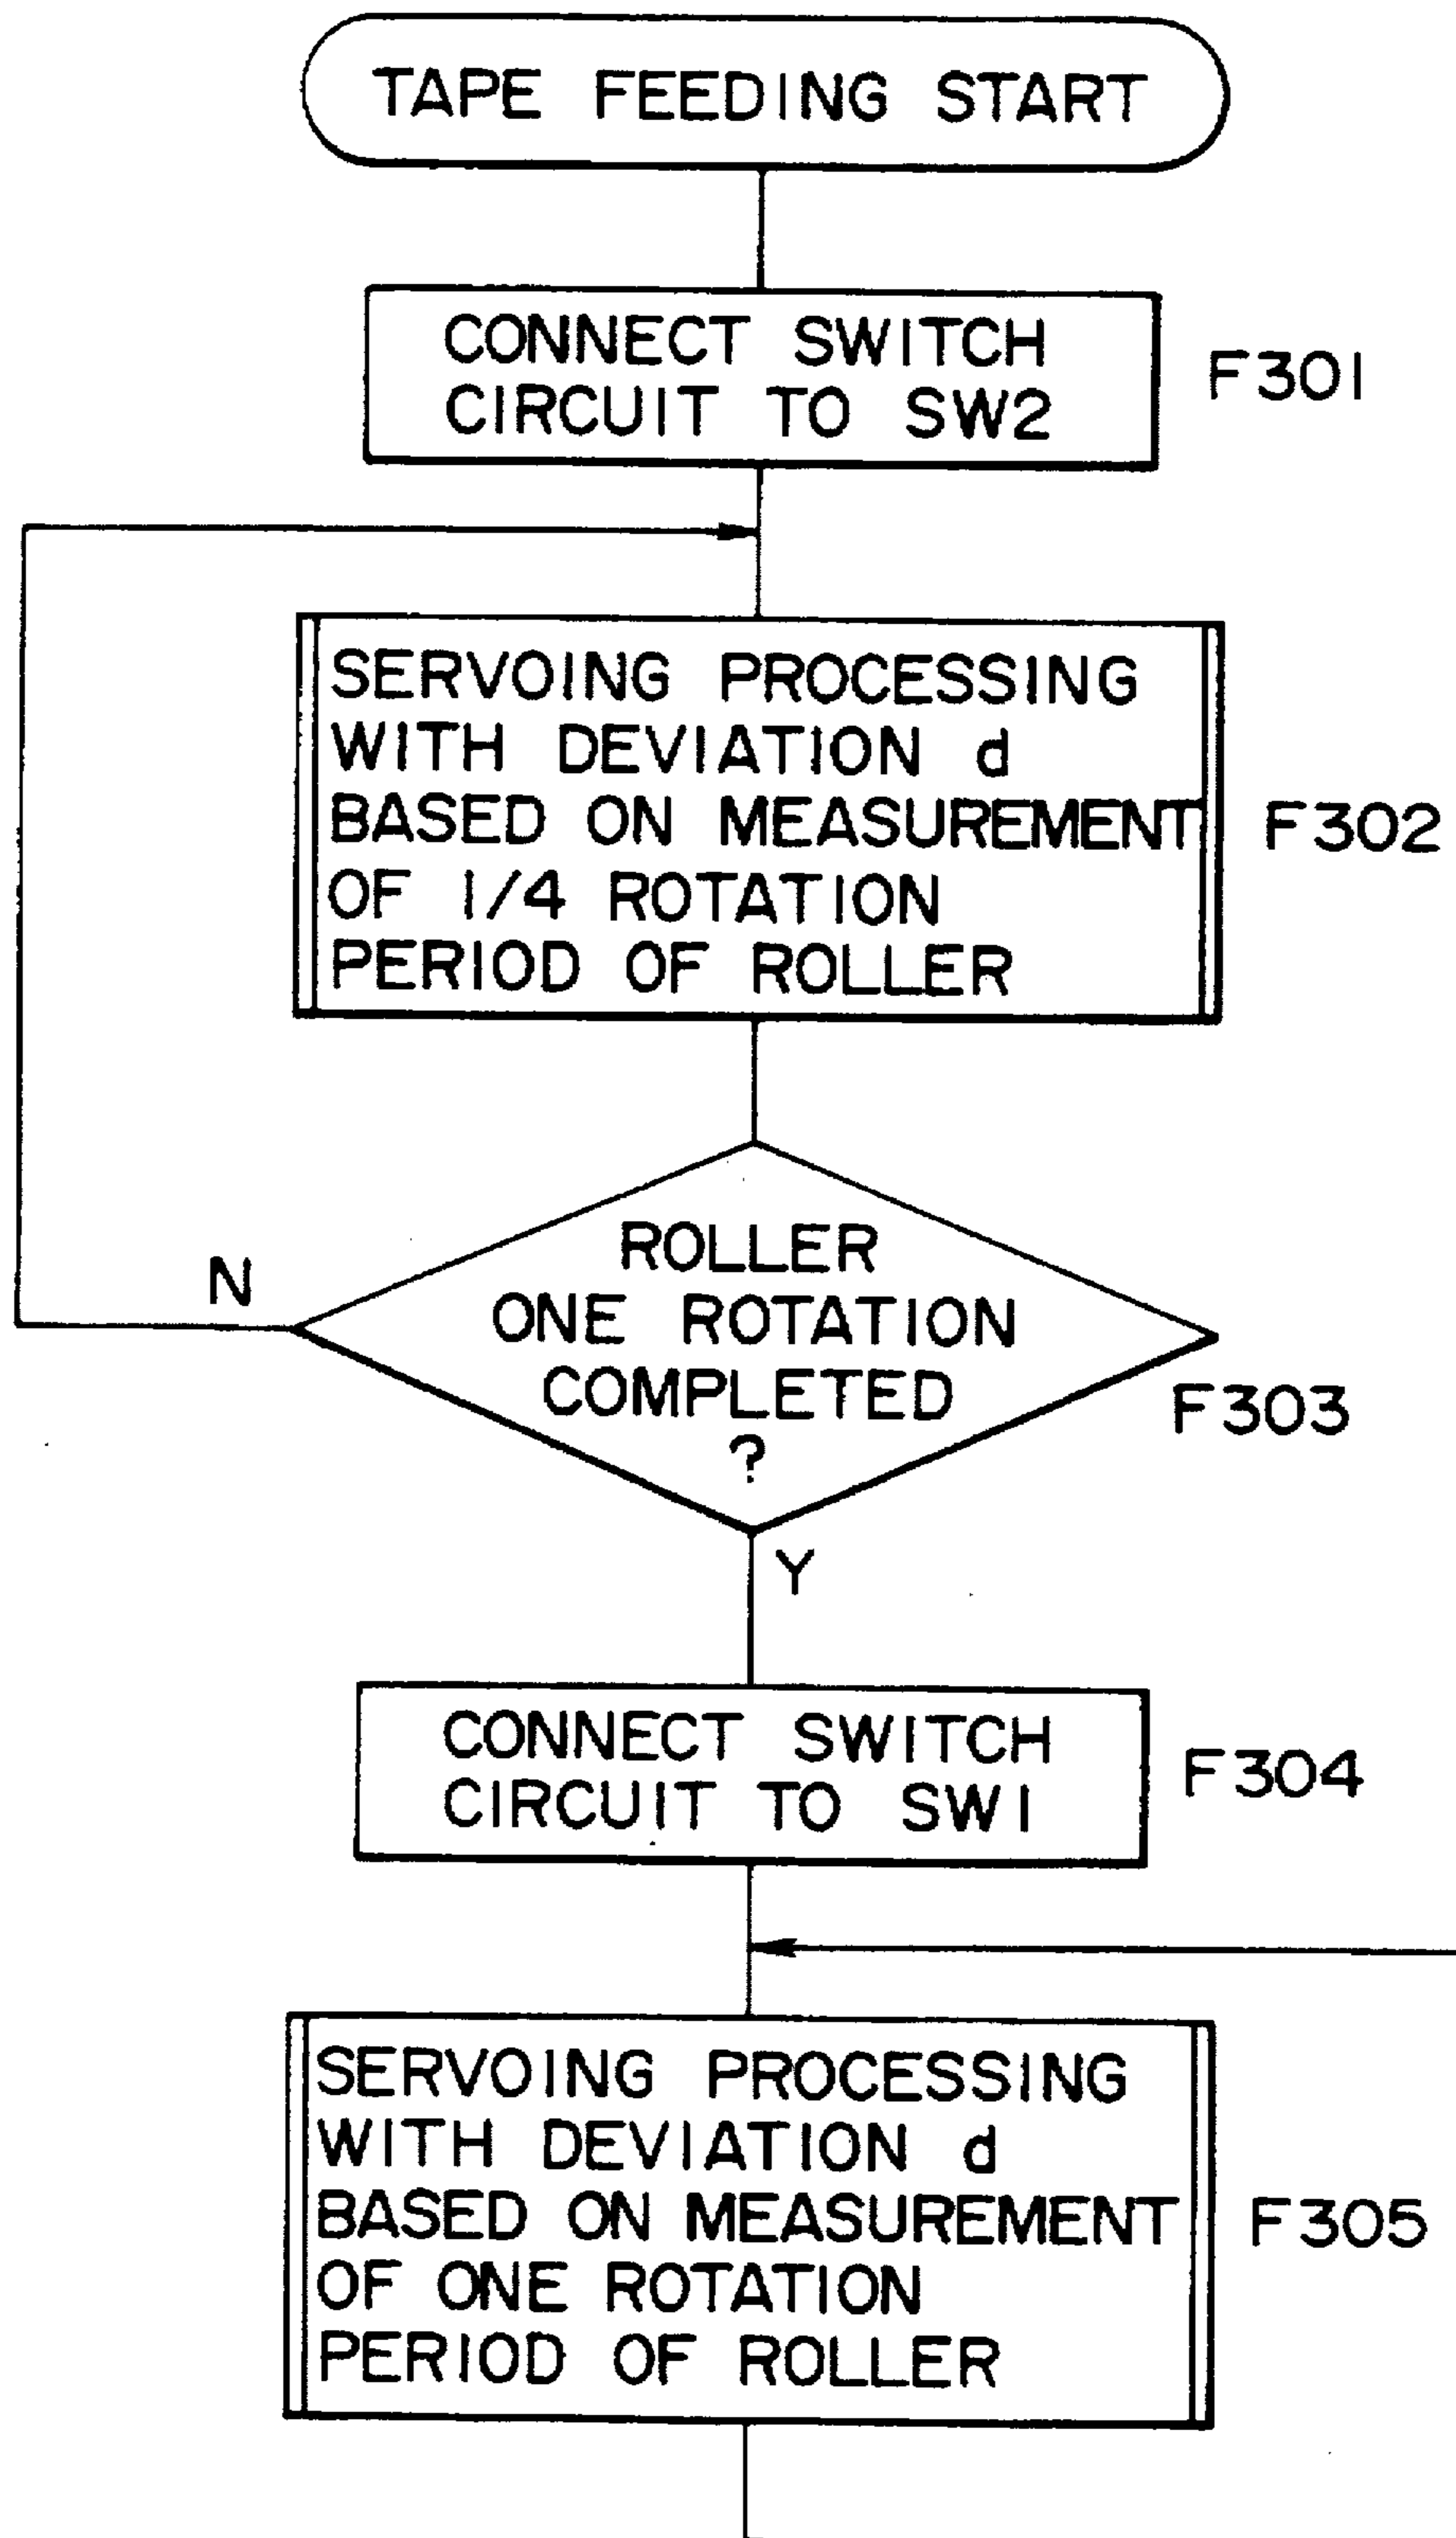 TAPE FEEDING START
CONNECT SWITCH
CIRCUIT TO SW2
F301
SERVOING PROCESSING
WITH DEVIATION d
BASED ON MEASUREMENT
OF 1/4 ROTATION
PERIOD OF ROLLER
F302
ROLLER
ONE ROTATION
COMPLETED
?
N
F303
Y
CONNECT SWITCH
CIRCUIT TO SW1
F304
SERVOING PROCESSING
WITH DEVIATION d
BASED ON MEASUREMENT
OF ONE ROTATION
PERIOD OF ROLLER
F305